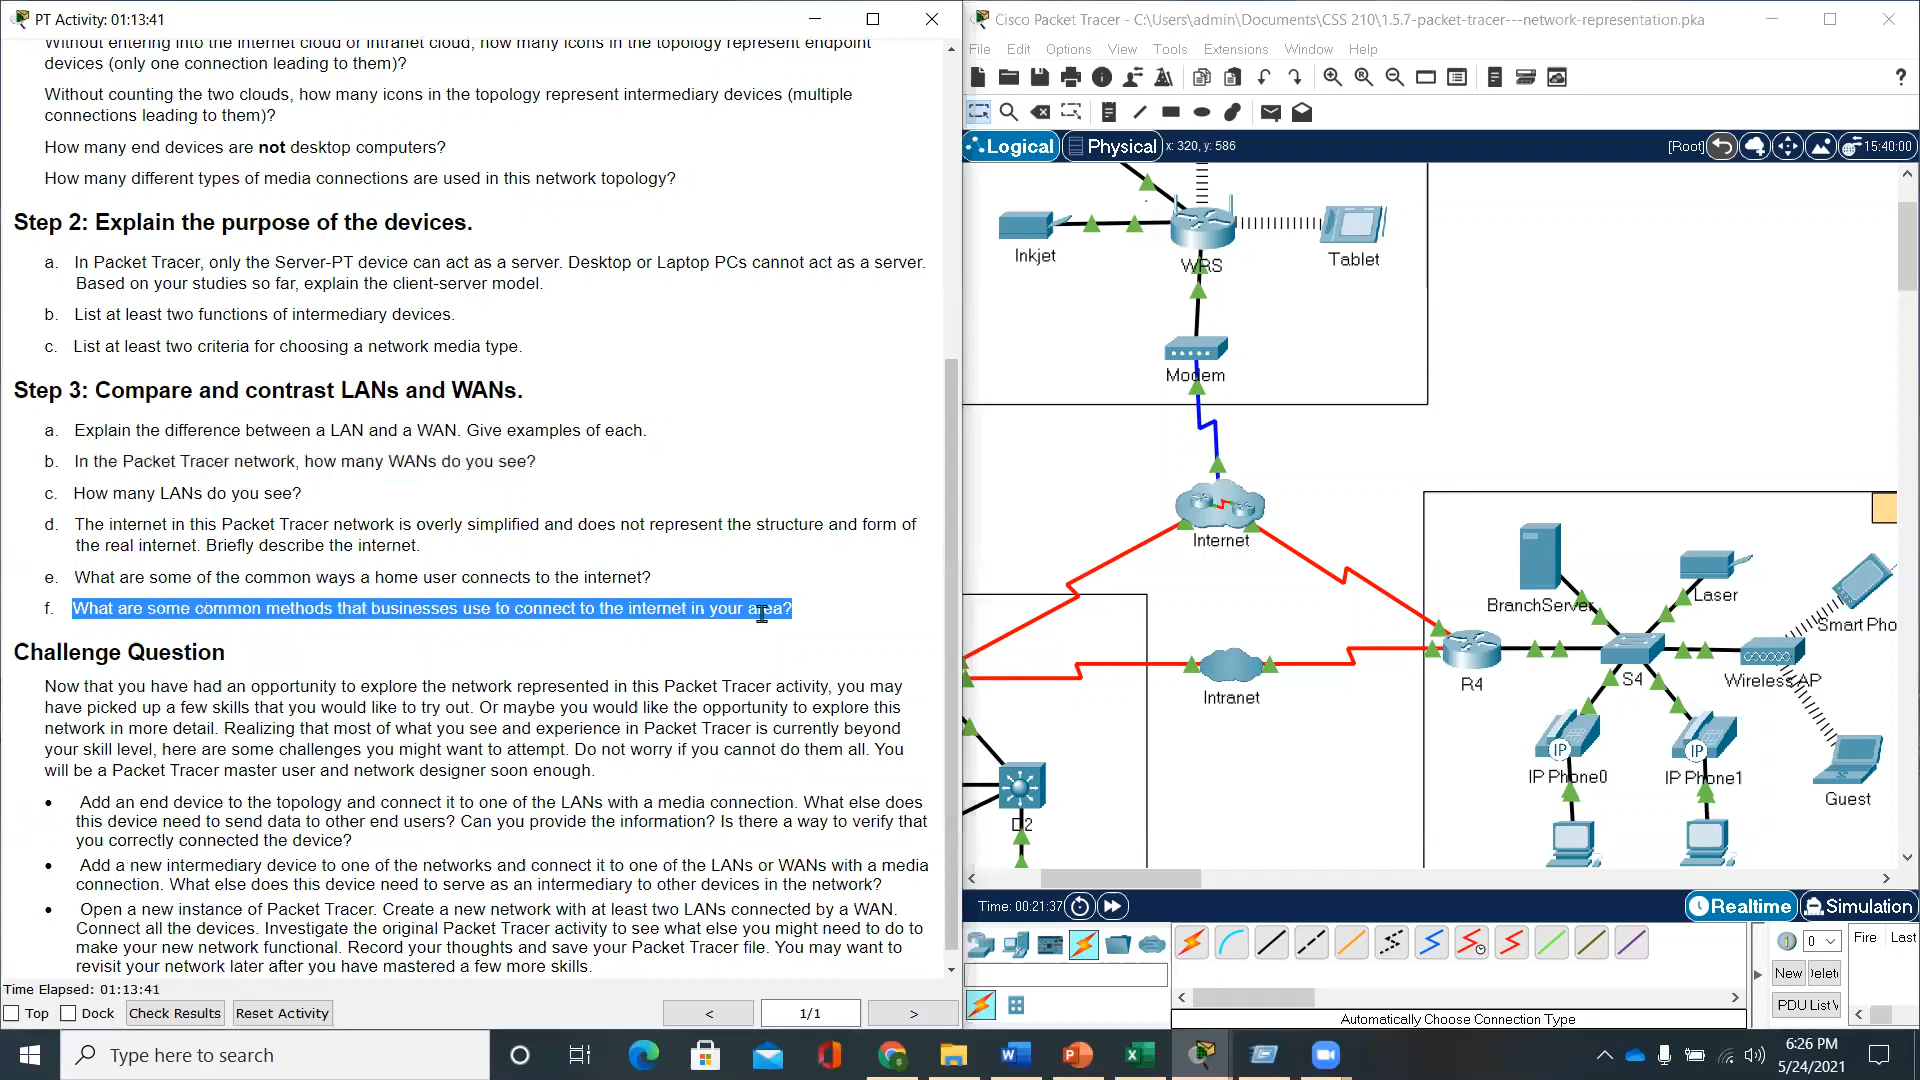 PT Activity: 01:13:41
Without entering into the internet cloud or intranet cloud, how many icons in the topology represent endpoint
devices (only one connection leading to them)?
Without counting the two clouds, how many icons in the topology represent intermediary devices (multiple
connections leading to them)?
How many end devices are not desktop computers?
How many different types of media connections are used in this network topology?
Step 2: Explain the purpose of the devices.
a. In Packet Tracer, only the Server-PT device can act as a server. Desktop or Laptop PCs cannot act as a server.
Based on your studies so far, explain the client-server model.
b. List at least two functions of intermediary devices.
c. List at least two criteria for choosing a network media type.
Step 3: Compare and contrast LANs and WANs.
a. Explain the difference between a LAN and a WAN. Give examples of each.
b. In the Packet Tracer network, how many WANs do you see?
c. How many LANs do you see?
d. The internet in this Packet Tracer network is overly simplified and does not represent the structure and form of
the real internet. Briefly describe the internet.
e. What are some of the common ways a home user connects to the internet?
f. What are some common methods that businesses use to connect to the internet in your area?
Challenge Question
Now that you have had an opportunity to explore the network represented in this Packet Tracer activity, you may
have picked up a few skills that you would like to try out. Or maybe you would like the opportunity to explore this
network in more detail. Realizing that most of what you see and experience in Packet Tracer is currently beyond
your skill level, here are some challenges you might want to attempt. Do not worry if you cannot do them all. You
will be a Packet Tracer master user and network designer soon enough.
• Add an end device to the topology and connect it to one of the LANs with a media connection. What else does
this device need to send data to other end users? Can you provide the information? Is there a way to verify that
you correctly connected the device?
• Add a new intermediary device to one of the networks and connect it to one of the LANs or WANs with a media
connection. What else does this device need to serve as an intermediary to other devices in the network?
• Open a new instance of Packet Tracer. Create a new network with at least two LANs connected by a WAN.
Connect all the devices. Investigate the original Packet Tracer activity to see what else you might need to do to
make your new network functional. Record your thoughts and save your Packet Tracer file. You may want to
revisit your network later after you have mastered a few more skills.
Time Elapsed: 01:13:41
Top Dock Check Results Reset Activity < 1/1 >
Cisco Packet Tracer - C:\Users\admin\Documents\CSS 210\1.5.7-packet-tracer---network-representation.pka
File Edit Options View Tools Extensions Window Help
?
Logical Physical x: 320, y: 586 [Root] 15:40:00
Inkjet
WRS
Tablet
Modem
Internet
BranchServer
Laser
Smart Pho
Intranet
R4
S4
Wireless AP
IP
IP
IP Phone0
IP Phone1
Guest
D2
Time: 00:21:37
Realtime Simulation
0
Fire Last
New Delet
PDU List V
Automatically Choose Connection Type
Type here to search
6:26 PM
5/24/2021